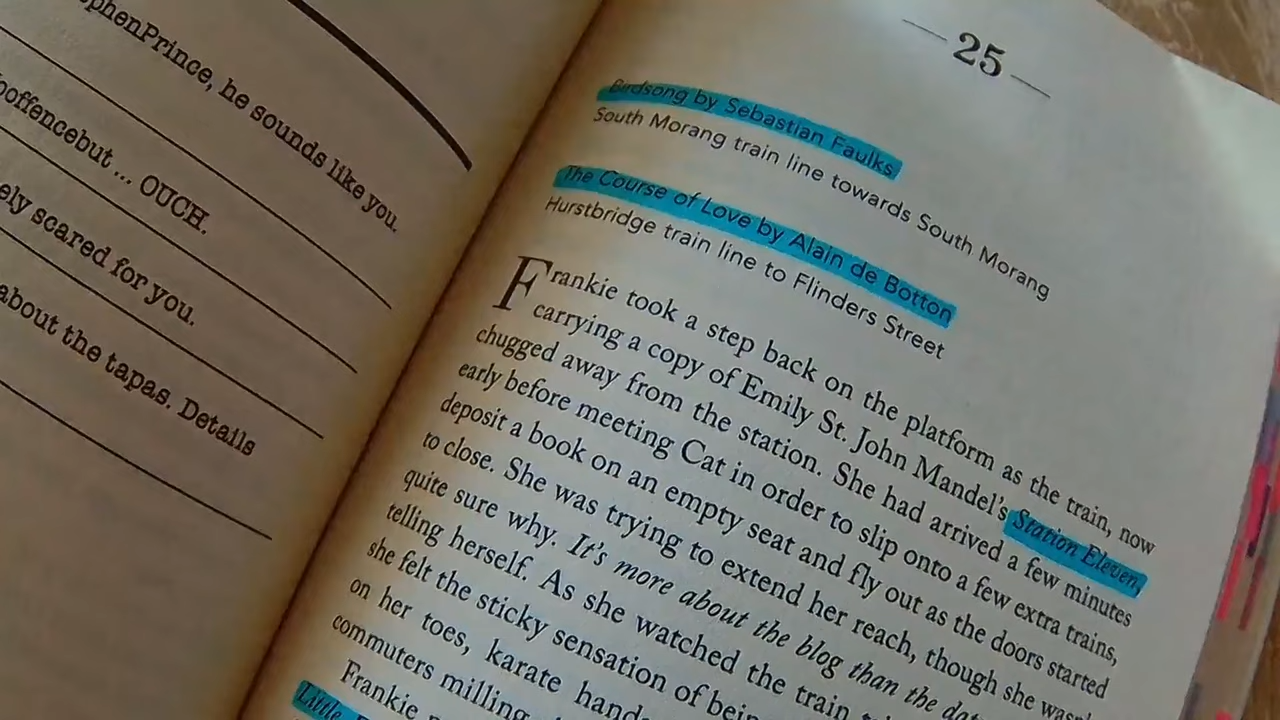 phenPrince, he sounds like you.
offencebut ... OUCH.
ely scared for you.
about the tapas. Details
— 25 —
Birdsong by Sebastian Faulks
South Morang train line towards South Morang
The Course of Love by Alain de Botton
Hurstbridge train line to Flinders Street
Frankie took a step back on the platform as the train, now
carrying a copy of Emily St. John Mandel's Station Eleven,
chugged away from the station. She had arrived a few minutes
early before meeting Cat in order to slip onto a few extra trains,
deposit a book on an empty seat and fly out as the doors started
to close. She was trying to extend her reach, though she wasn't
quite sure why. It's more about the blog than the
telling herself. As she watched the train
she felt the sticky sensation of
on her toes, karate
commuters milling
Frankie
Little